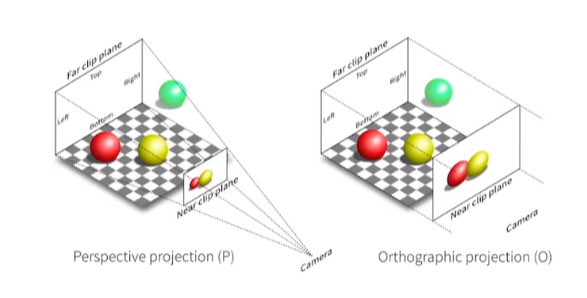 Far clip plane
Top
Right
Left
Bottom
Near clip plane
Camera
Perspective projection (P)
Far clip plane
Top
Right
Left
Bottom
Near clip plane
Camera
Orthographic projection (O)